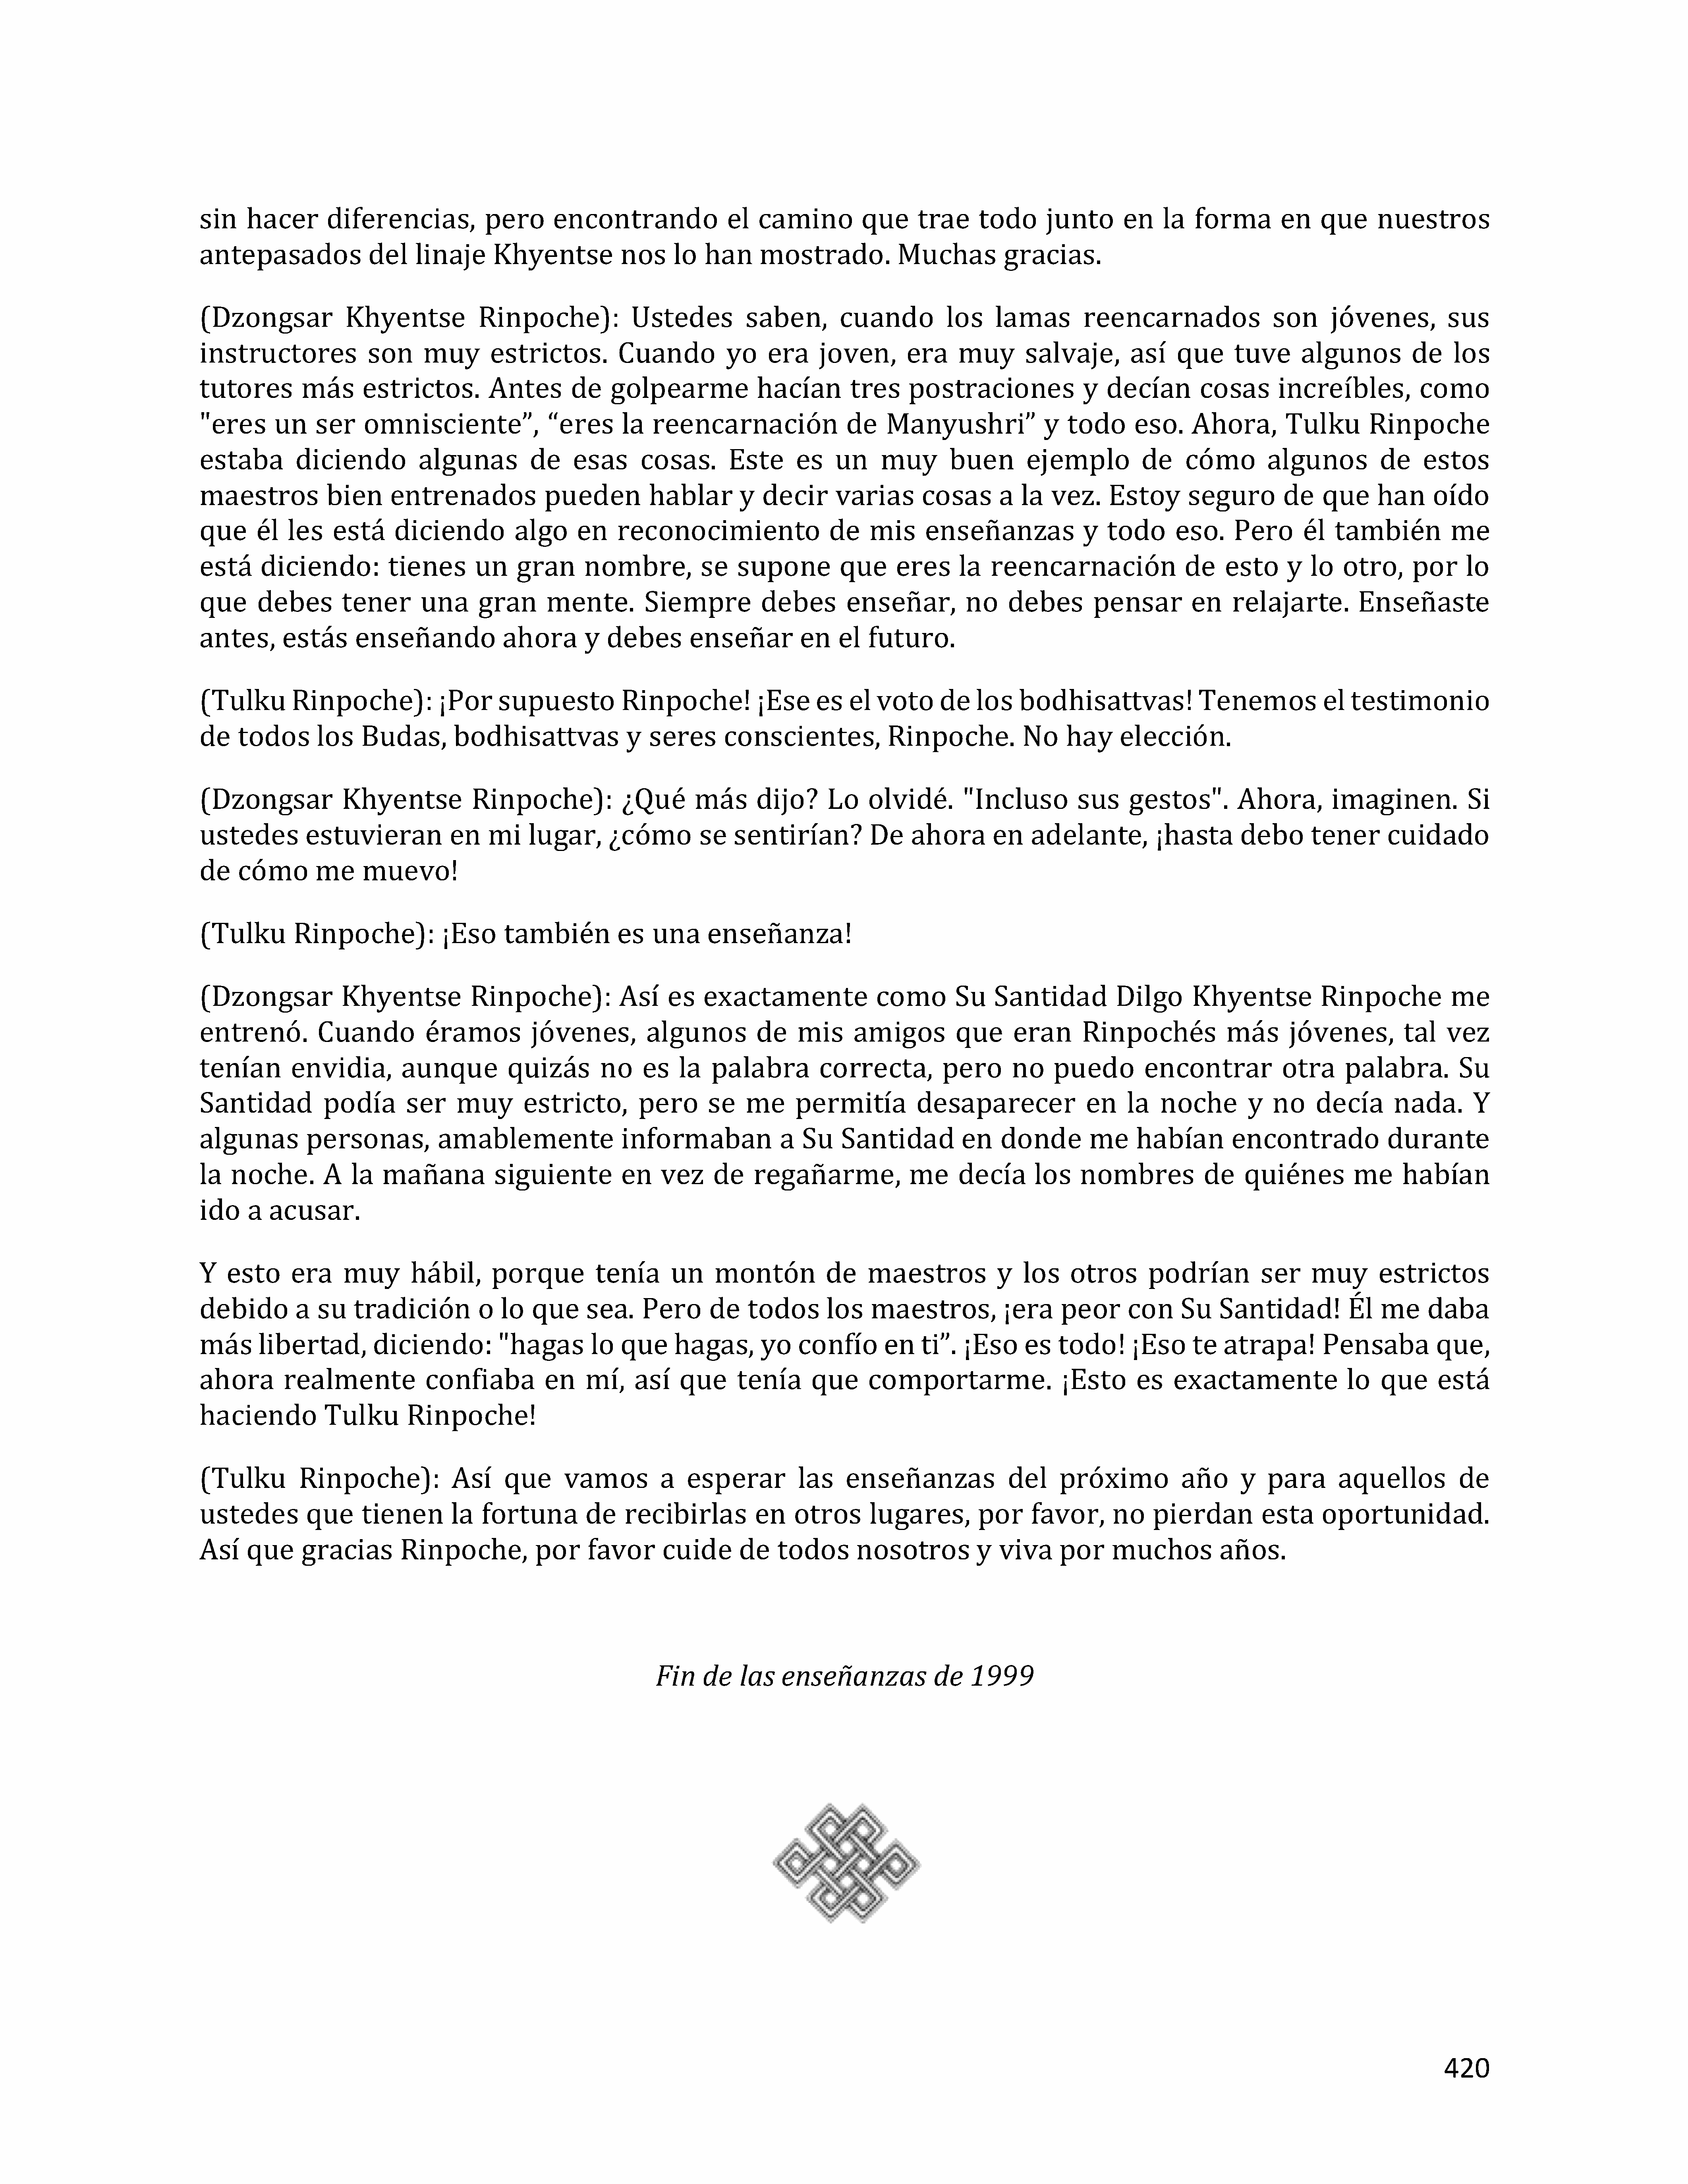 sin hacer diferencias, pero encontrando el camino que trae todo junto en la forma en que nuestros
antepasados del linaje Khyentse nos lo han mostrado. Muchas gracias.
(Dzongsar Khyentse Rinpoche): Ustedes saben, cuando los lamas reencarnados son jóvenes, sus
instructores son muy estrictos. Cuando yo era joven, era muy salvaje, así que tuve algunos de los
tutores más estrictos. Antes de golpearme hacían tres postraciones y decían cosas increíbles, como
"eres un ser omnisciente”, “eres la reencarnación de Manyushri” y todo eso. Ahora, Tulku Rinpoche
estaba diciendo algunas de esas cosas. Este es un muy buen ejemplo de cómo algunos de estos
maestros bien entrenados pueden hablar y decir varias cosas a la vez. Estoy seguro de que han oído
que él les está diciendo algo en reconocimiento de mis enseñanzas y todo eso. Pero él también me
está diciendo: tienes un gran nombre, se supone que eres la reencarnación de esto y lo otro, por lo
que debes tener una gran mente. Siempre debes enseñar, no debes pensar en relajarte. Enseñaste
antes, estás enseñando ahora y debes enseñar en el futuro.
(Tulku Rinpoche): ¡Por supuesto Rinpoche! ¡Ese es el voto de los bodhisattvas! Tenemos el testimonio
de todos los Budas, bodhisattvas y seres conscientes, Rinpoche. No hay elección.
(Dzongsar Khyentse Rinpoche): ¿Qué más dijo? Lo olvidé. "Incluso sus gestos". Ahora, imaginen. Si
ustedes estuvieran en mi lugar, ¿cómo se sentirían? De ahora en adelante, ¡hasta debo tener cuidado
de cómo me muevo!
(Tulku Rinpoche): ¡Eso también es una enseñanza!
(Dzongsar Khyentse Rinpoche): Así es exactamente como Su Santidad Dilgo Khyentse Rinpoche me
entrenó. Cuando éramos jóvenes, algunos de mis amigos que eran Rinpochés más jóvenes, tal vez
tenían envidia, aunque quizás no es la palabra correcta, pero no puedo encontrar otra palabra. Su
Santidad podía ser muy estricto, pero se me permitía desaparecer en la noche y no decía nada. Y
algunas personas, amablemente informaban a Su Santidad en donde me habían encontrado durante
la noche. A la mañana siguiente en vez de regañarme, me decía los nombres de quiénes me habían
ido a acusar.
Y esto era muy hábil, porque tenía un montón de maestros y los otros podrían ser muy estrictos
debido a su tradición o lo que sea. Pero de todos los maestros, ¡era peor con Su Santidad! Él me daba
más libertad, diciendo: "hagas lo que hagas, yo confío en ti”. ¡Eso es todo! ¡Eso te atrapa! Pensaba que,
ahora realmente confiaba en mí, así que tenía que comportarme. ¡Esto es exactamente lo que está
haciendo Tulku Rinpoche!
(Tulku Rinpoche): Así que vamos a esperar las enseñanzas del próximo año y para aquellos de
ustedes que tienen la fortuna de recibirlas en otros lugares, por favor, no pierdan esta oportunidad.
Así que gracias Rinpoche, por favor cuide de todos nosotros y viva por muchos años.
Fin de las enseñanzas de 1999
420